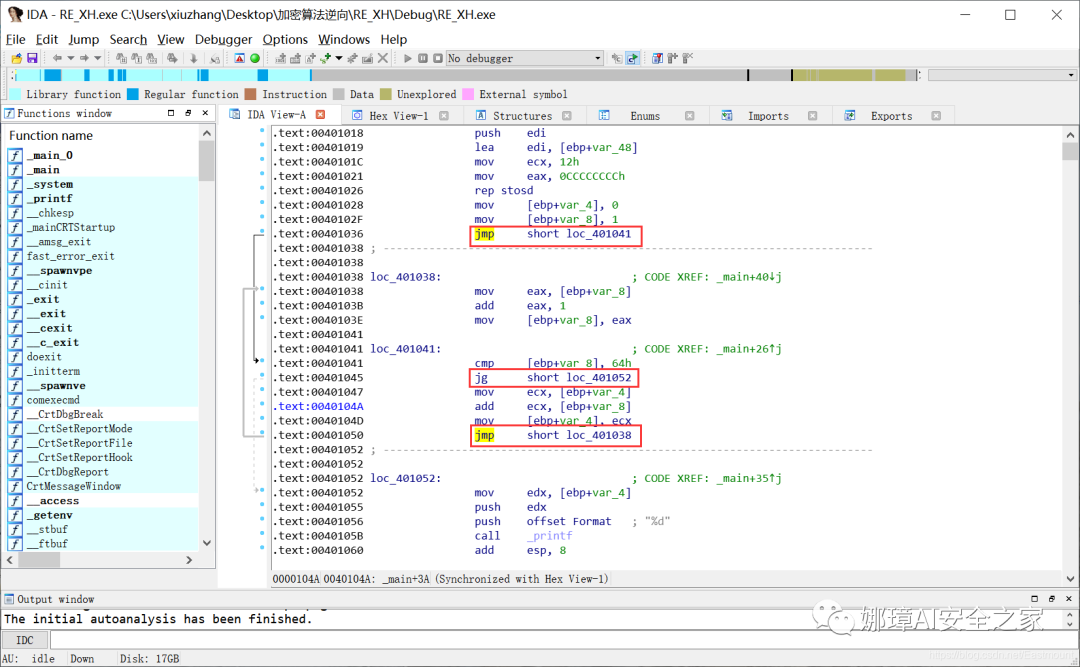 IDA - RE_XH.exe C:\Users\xiuzhang\Desktop\加密算法逆向\RE_XH\Debug\RE_XH.exe
File Edit Jump Search View Debugger Options Windows Help
No debugger
Library function Regular function Instruction Data Unexplored External symbol
Functions window
Function name
_main_0
_main
_system
_printf
__chkesp
_mainCRTStartup
__amsg_exit
fast_error_exit
__spawnvpe
__cinit
_exit
__exit
__cexit
__c_exit
doexit
_initterm
__spawnve
comexecmd
__CrtDbgBreak
__CrtSetReportMode
__CrtSetReportFile
__CrtSetReportHook
__CrtDbgReport
CrtMessageWindow
__access
_getenv
__stbuf
__ftbuf
IDA View-A Hex View-1 Structures Enums Imports Exports
.text:00401018 push edi
.text:00401019 lea edi, [ebp+var_48]
.text:0040101C mov ecx, 12h
.text:00401021 mov eax, 0CCCCCCCCh
.text:00401026 rep stosd
.text:00401028 mov [ebp+var_4], 0
.text:0040102F mov [ebp+var_8], 1
.text:00401036 jmp short loc_401041
.text:00401038 ; ---------------------------------------------------------------------------
.text:00401038
.text:00401038 loc_401038: ; CODE XREF: _main+40↓j
.text:00401038 mov eax, [ebp+var_8]
.text:0040103B add eax, 1
.text:0040103E mov [ebp+var_8], eax
.text:00401041
.text:00401041 loc_401041: ; CODE XREF: _main+26↑j
.text:00401041 cmp [ebp+var_8], 64h
.text:00401045 jg short loc_401052
.text:00401047 mov ecx, [ebp+var_4]
.text:0040104A add ecx, [ebp+var_8]
.text:0040104D mov [ebp+var_4], ecx
.text:00401050 jmp short loc_401038
.text:00401052 ; ---------------------------------------------------------------------------
.text:00401052
.text:00401052 loc_401052: ; CODE XREF: _main+35↑j
.text:00401052 mov edx, [ebp+var_4]
.text:00401055 push edx
.text:00401056 push offset Format ; "%d"
.text:0040105B call _printf
.text:00401060 add esp, 8
0000104A 0040104A: _main+3A (Synchronized with Hex View-1)
Output window
The initial autoanalysis has been finished.
IDC
AU: idle Down Disk: 17GB
娜璋AI安全之家